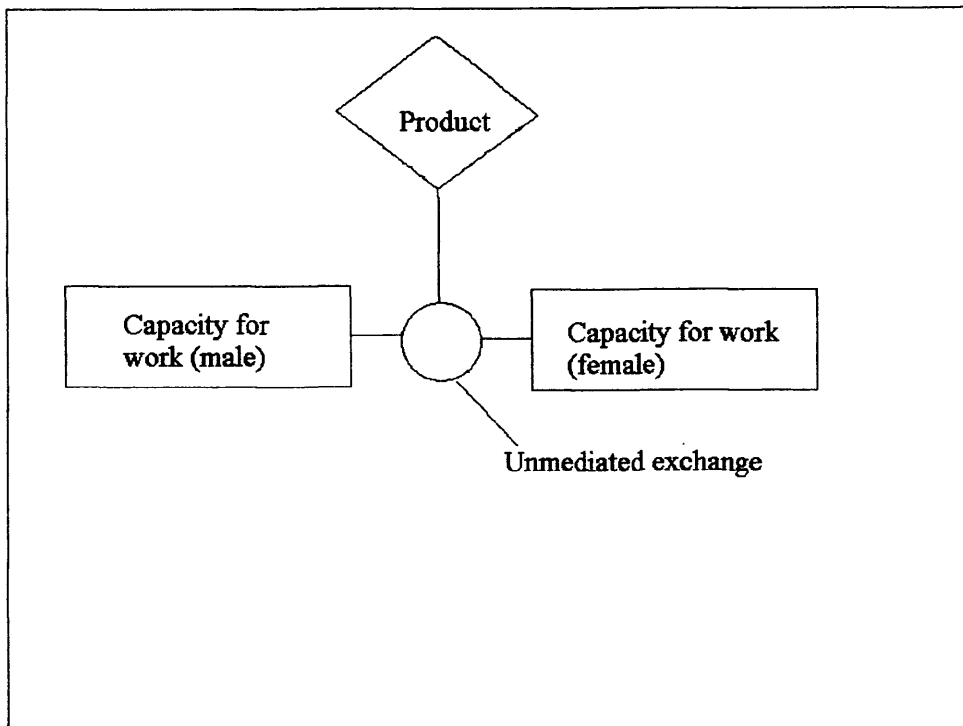 Product
Capacity for
work (male)
Capacity for work
(female)
Unmediated exchange